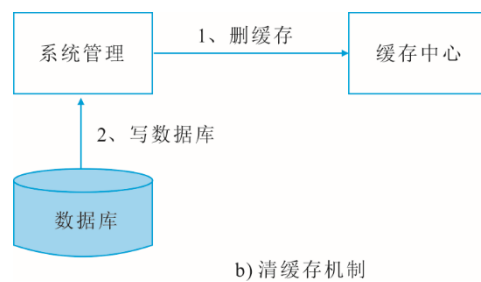 1、删缓存
系统管理
缓存中心
2、写数据库
数据库
b) 清缓存机制